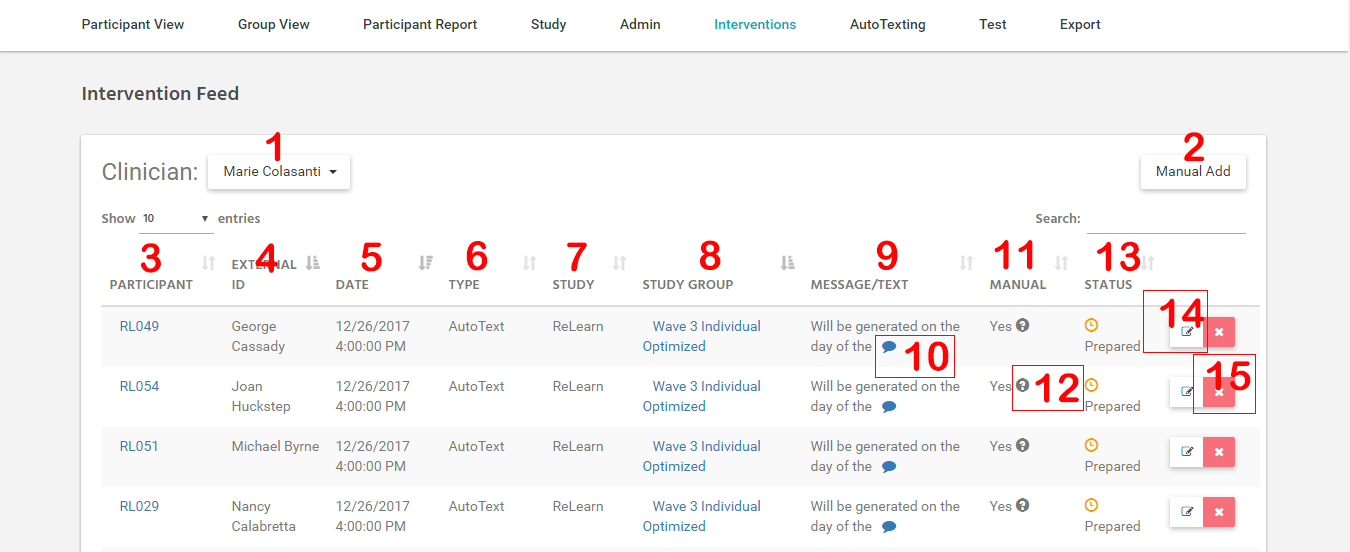 Participant View Group View Participant Report Study Admin Interventions AutoTexting Test Export
Intervention Feed
1 2
Clinician: Marie Colasanti Manual Add
Show 10 entries Search:
3 4 5 6 7 8 9 11 13
EXTERNAL
PARTICIPANT ID DATE TYPE STUDY STUDY GROUP MESSAGE/TEXT MANUAL STATUS
14
RL049 George 12/26/2017 AutoText ReLearn Wave 3 Individual Will be generated on the Yes
Cassady 4:00:00 PM Optimized day of the 10 Prepared
15
RL054 Joan 12/26/2017 AutoText ReLearn Wave 3 Individual Will be generated on the Yes 12
Huckstep 4:00:00 PM Optimized day of the Prepared
RL051 Michael Byrne 12/26/2017 AutoText ReLearn Wave 3 Individual Will be generated on the Yes
4:00:00 PM Optimized day of the Prepared
RL029 Nancy 12/26/2017 AutoText ReLearn Wave 3 Individual Will be generated on the Yes
Calabretta 4:00:00 PM Optimized day of the Prepared